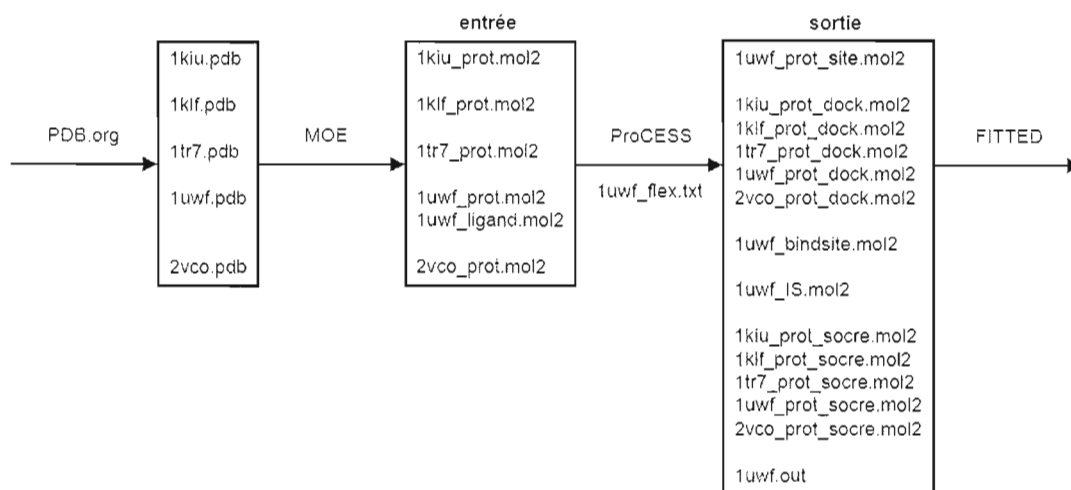 PDB.org
1kiu.pdb
1klf.pdb
1tr7.pdb
1uwf.pdb
2vco.pdb
MOE
entrée
1kiu_prot.mol2
1klf_prot.mol2
1tr7_prot.mol2
1uwf_prot.mol2
1uwf_ligand.mol2
2vco_prot.mol2
ProCESS
1uwf_flex.txt
sortie
1uwf_prot_site.mol2
1kiu_prot_dock.mol2
1klf_prot_dock.mol2
1tr7_prot_dock.mol2
1uwf_prot_dock.mol2
2vco_prot_dock.mol2
1uwf_bindsite.mol2
1uwf_IS.mol2
1kiu_prot_socre.mol2
1klf_prot_socre.mol2
1tr7_prot_socre.mol2
1uwf_prot_socre.mol2
2vco_prot_socre.mol2
1uwf.out
FITTED